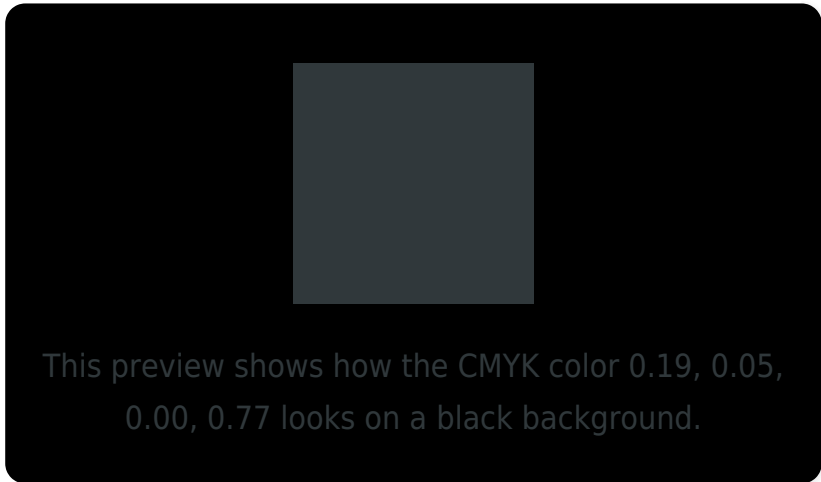 This preview shows how the CMYK color 0.19, 0.05,
0.00, 0.77 looks on a black background.